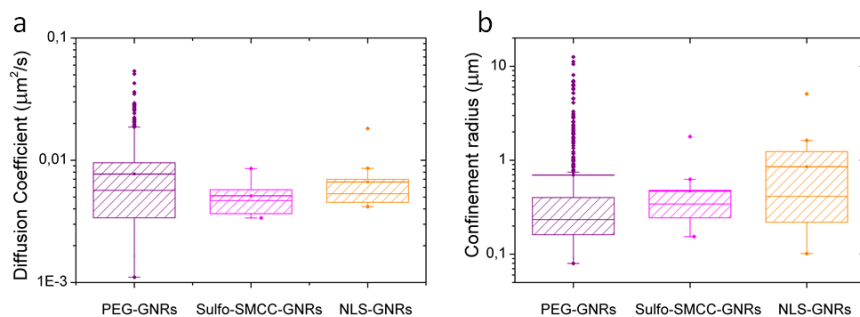 a
Diffusion Coefficient (μm²/s)
0,1
0,01
1E-3
PEG-GNRs Sulfo-SMCC-GNRs NLS-GNRs
b
Confinement radius (μm)
10
1
0,1
PEG-GNRs Sulfo-SMCC-GNRs NLS-GNRs